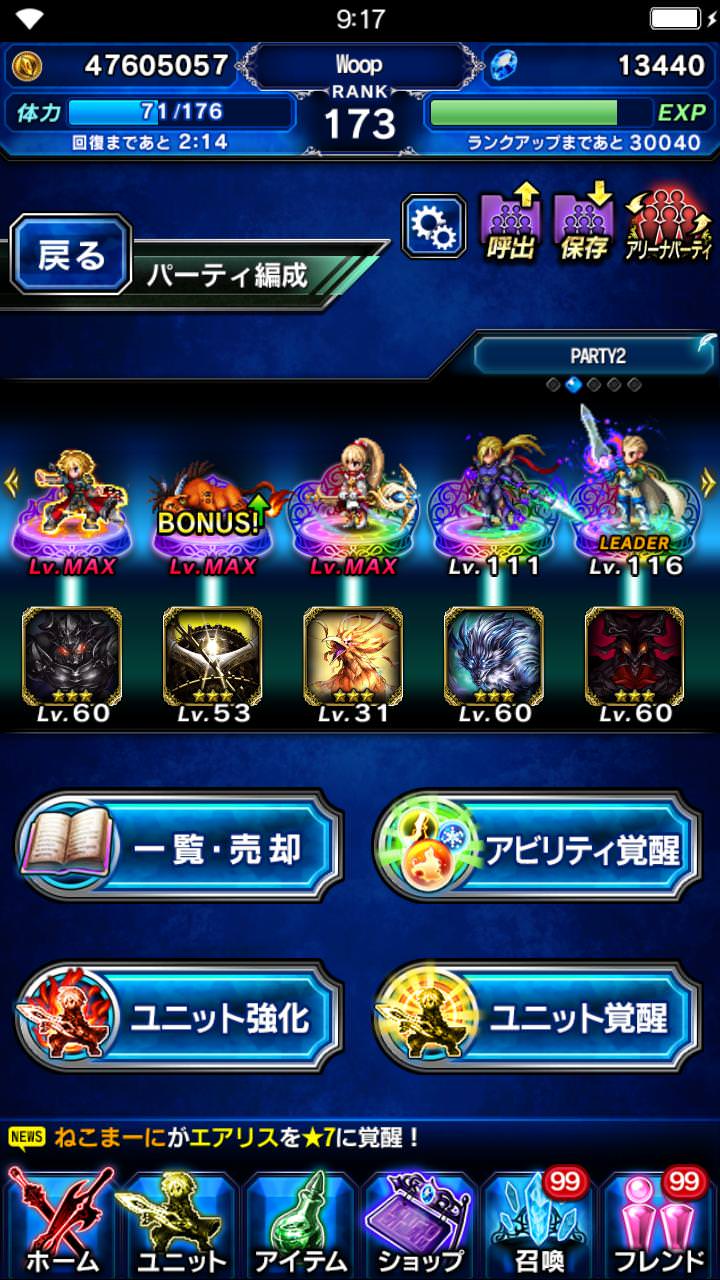 9:17
47605057
Woop
13440
体力
71/176
RANK
173
EXP
回復まであと 2:14
ランクアップまであと 30040
戻る
パーティ編成
呼出
保存
アリーナパーティ
PARTY2
BONUS!
LEADER
Lv.MAX
Lv.MAX
Lv.MAX
Lv.111
Lv.116
Lv.60
Lv.53
Lv.31
Lv.60
Lv.60
一覧・売却
アビリティ覚醒
ユニット強化
ユニット覚醒
NEWS ねこまーにがエアリスを★7に覚醒！
99
99
ホーム
ユニット
アイテム
ショップ
召喚
フレンド